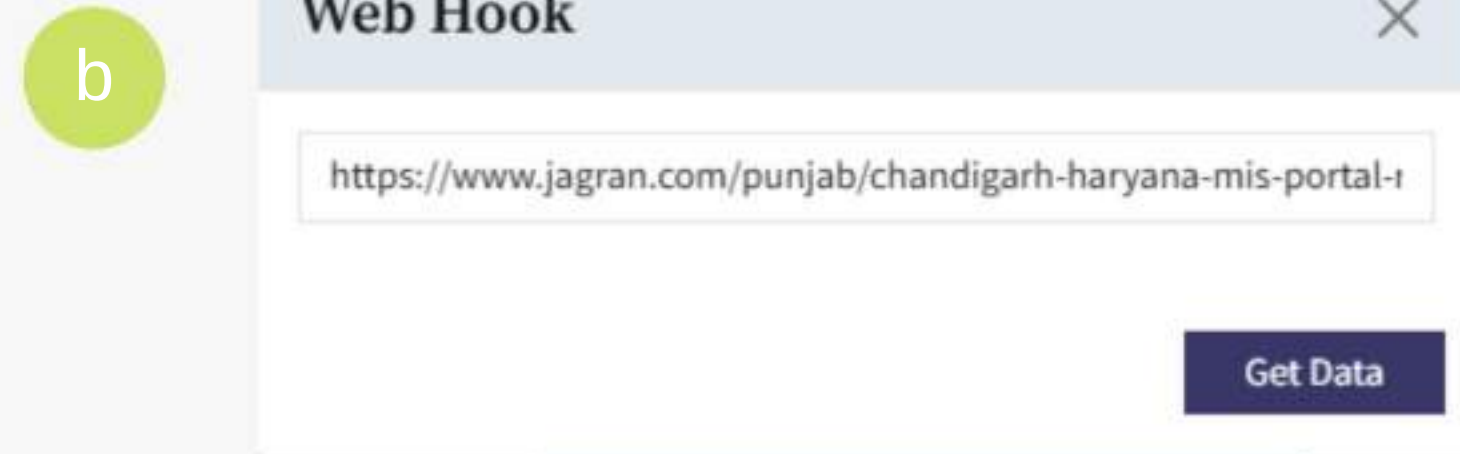 b
Web Hook
https://www.jagran.com/punjab/chandigarh-haryana-mis-portal-
Get Data